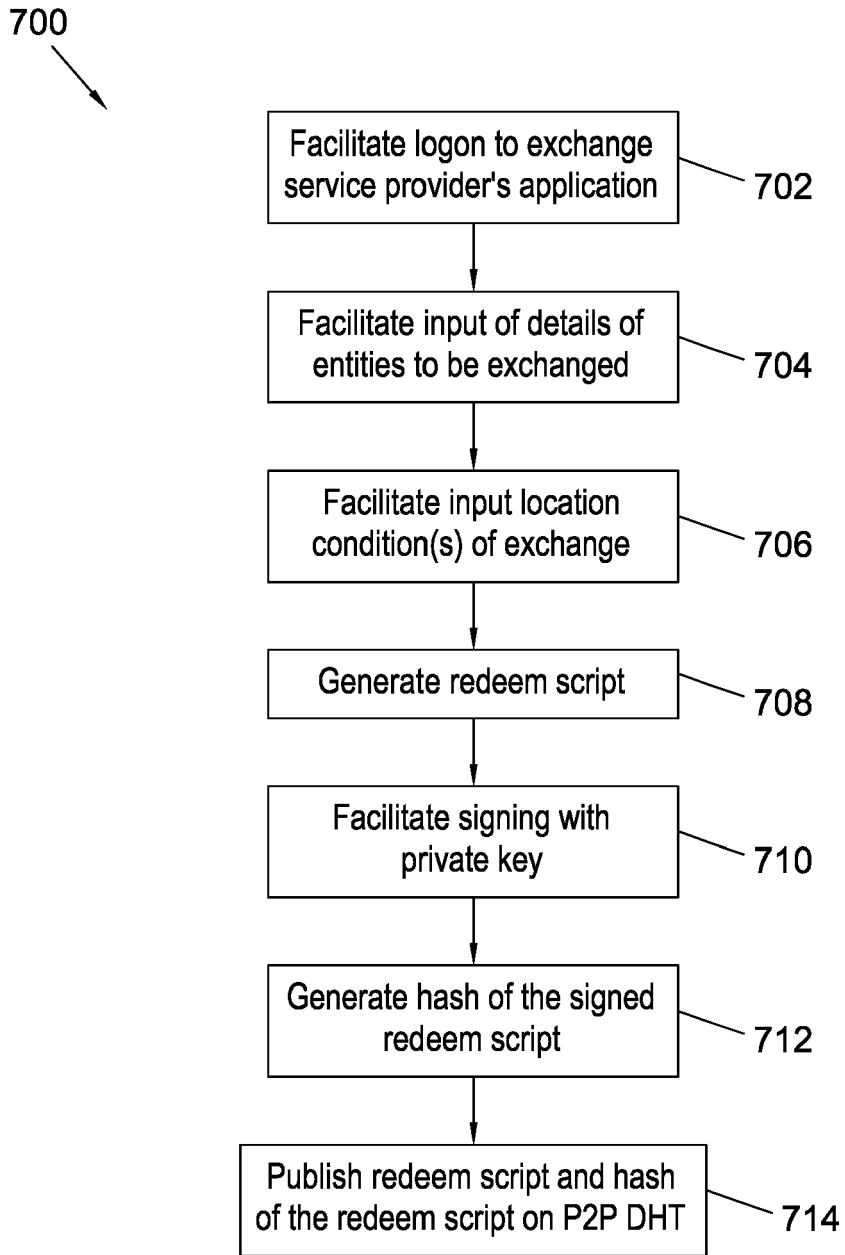 700
Facilitate logon to exchange
service provider's application
702
Facilitate input of details of
entities to be exchanged
704
Facilitate input location
condition(s) of exchange
706
Generate redeem script
708
Facilitate signing with
private key
710
Generate hash of the signed
redeem script
712
Publish redeem script and hash
of the redeem script on P2P DHT
714